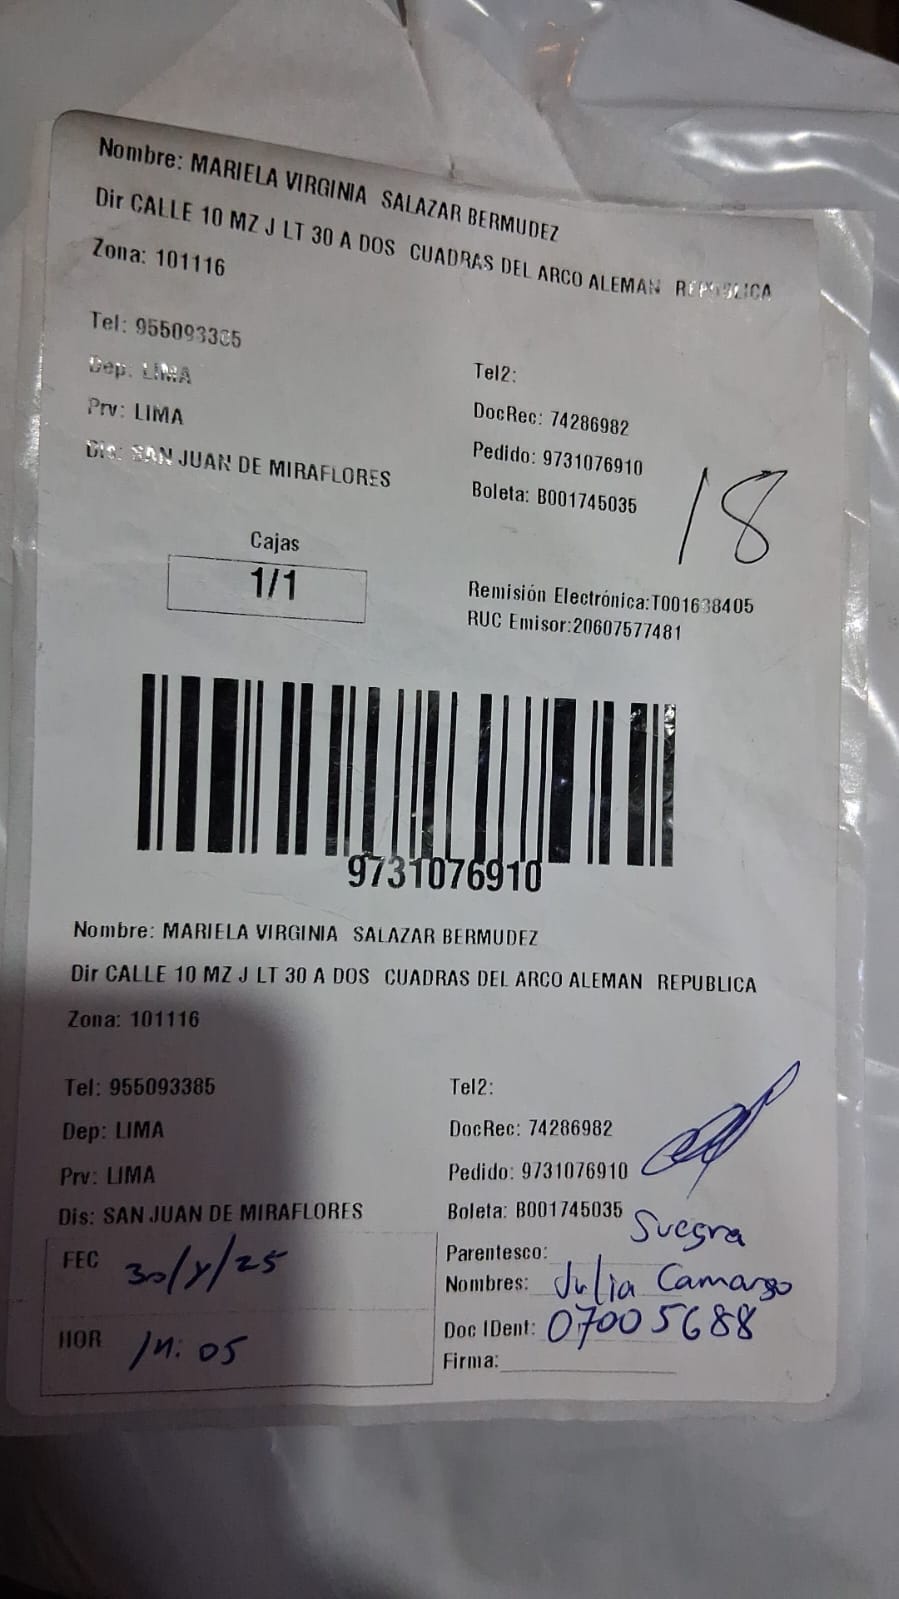 Nombre: MARIELA VIRGINIA SALAZAR BERMUDEZ
Dir CALLE 10 MZ J LT 30 A DOS CUADRAS DEL ARCO ALEMAN REPUBLICA
Zona: 101116
Tel: 955093385
Tel2:
Dep: LIMA
DocRec: 74286982
Prv: LIMA
Pedido: 9731076910
Dis: SAN JUAN DE MIRAFLORES
Boleta: B001745035
18
Cajas
1/1
Remisión Electrónica:T001638405
RUC Emisor:20607577481
9731076910
Nombre: MARIELA VIRGINIA SALAZAR BERMUDEZ
Dir CALLE 10 MZ J LT 30 A DOS CUADRAS DEL ARCO ALEMAN REPUBLICA
Zona: 101116
Tel: 955093385
Tel2:
Dep: LIMA
DocRec: 74286982
Prv: LIMA
Pedido: 9731076910
Dis: SAN JUAN DE MIRAFLORES
Boleta: B001745035
FEC
Parentesco: Suegra
Nombres: Julia Camargo
HOR
Doc IDent: 07005688
Firma: